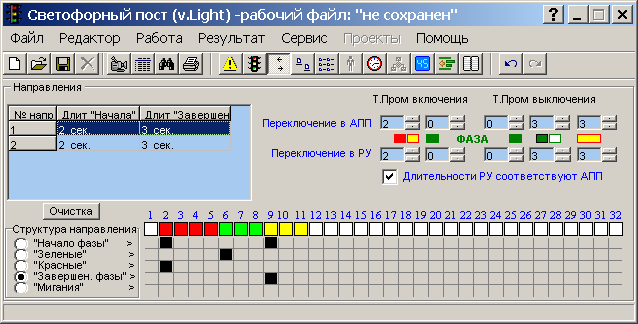 Светофорный пост (v.Light) -рабочий файл: "не сохранен"
Файл Редактор Работа Результат Сервис Проекты Помощь
45
Направления
№ напр Длит "Начала" Длит "Завершен
1 2 сек. 3 сек.
2 2 сек. 3 сек.
Т.Пром включения Т.Пром выключения
Переключение в АПП 2 0 0 3 3
ФАЗА
Переключение в РУ 2 0 0 3 3
Длительности РУ соответствуют АПП
Очистка
1 2 3 4 5 6 7 8 9 10 11 12 13 14 15 16 17 18 19 20 21 22 23 24 25 26 27 28 29 30 31 32
Структура направления
"Начало фазы" >
"Зеленые" >
"Красные" >
"Завершен. фазы" >
"Мигания" >